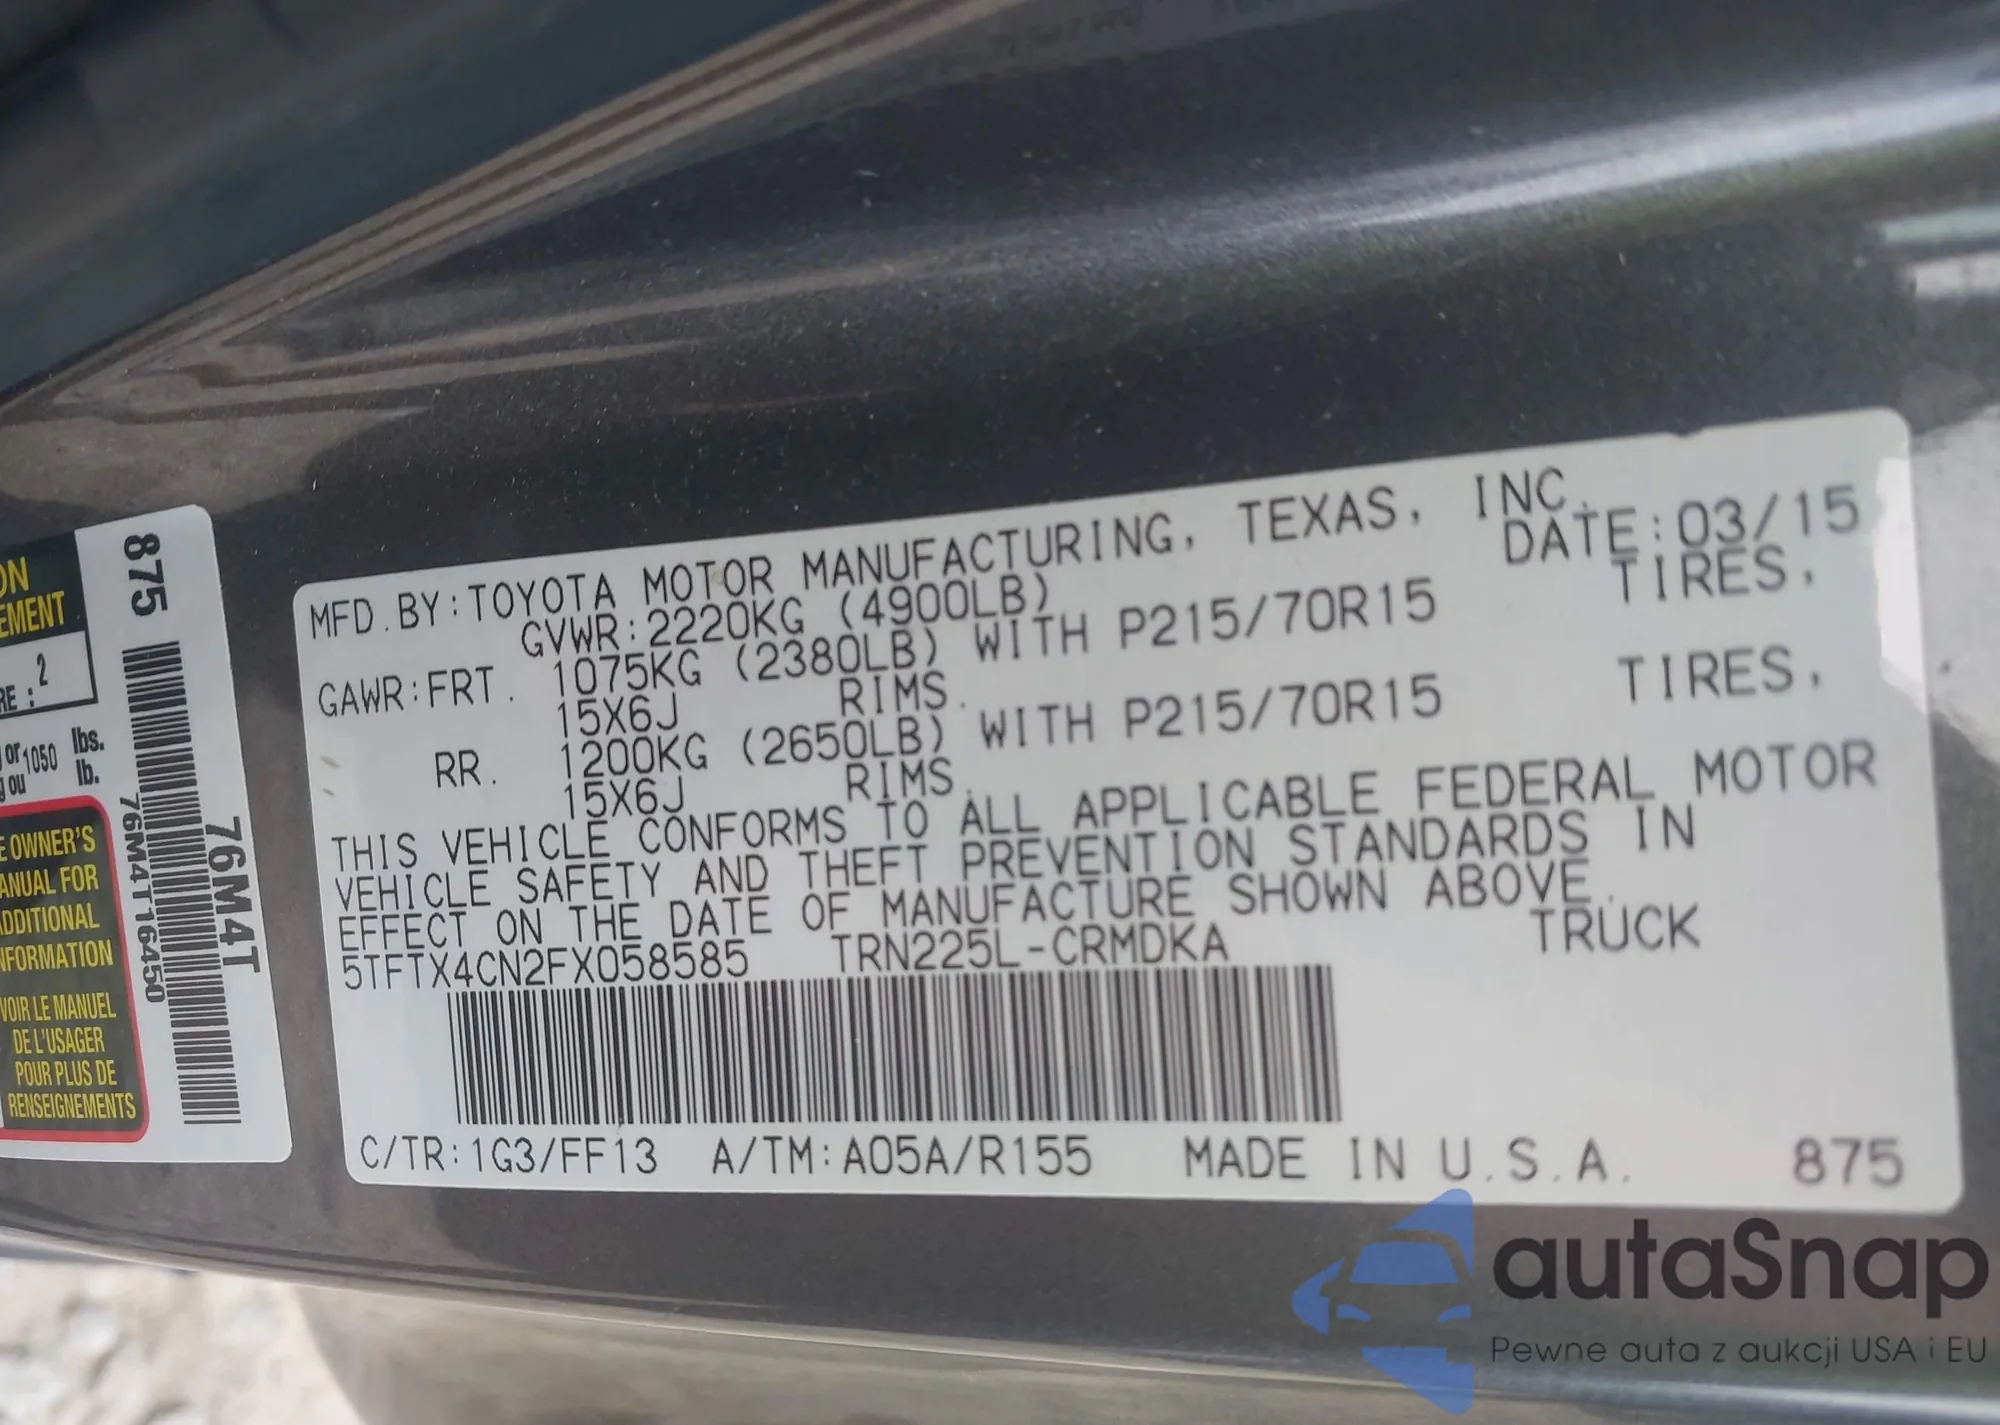 MFD.BY:TOYOTA MOTOR MANUFACTURING, TEXAS, INC.
GVWR:2220KG (4900LB) DATE:03/15
GAWR:FRT. 1075KG (2380LB) WITH P215/70R15 TIRES,
15X6J RIMS.
RR. 1200KG (2650LB) WITH P215/70R15 TIRES,
15X6J RIMS.
THIS VEHICLE CONFORMS TO ALL APPLICABLE FEDERAL MOTOR
VEHICLE SAFETY AND THEFT PREVENTION STANDARDS IN
EFFECT ON THE DATE OF MANUFACTURE SHOWN ABOVE.
5TFTX4CN2FX058585 TRN225L-CRMDKA TRUCK
C/TR:1G3/FF13 A/TM:A05A/R155 MADE IN U.S.A. 875
875
76M4T
76M4TT16450
2
or 1050 lbs.
ou lb.
OWNER'S
FOR
VOIR LE MANUEL
DE L'USAGER
POUR PLUS DE
RENSEIGNEMENTS
autaSnap
Pewne auta z aukcji USA i EU